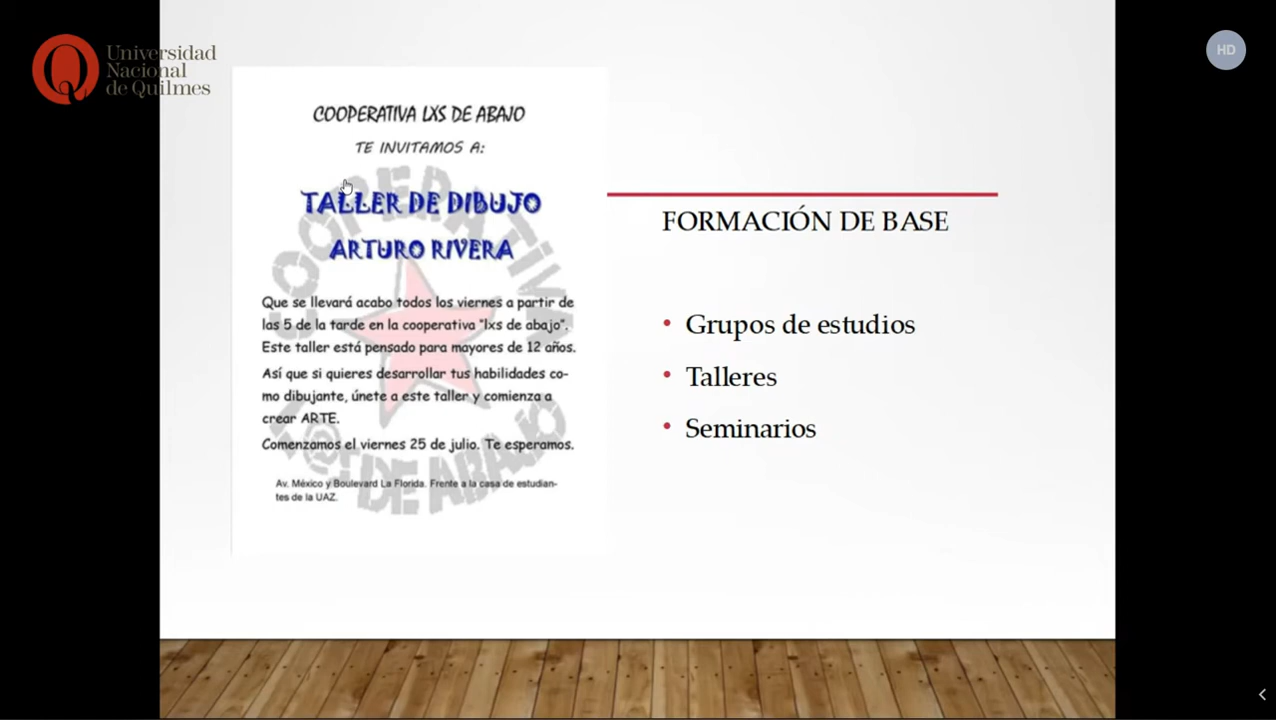 Universidad
Nacional
de Quilmes
HD
COOPERATIVA LXS DE ABAJO
TE INVITAMOS A:
TALLER DE DIBUJO
ARTURO RIVERA
Que se llevará acabo todos los viernes a partir de
las 5 de la tarde en la cooperativa "lxs de abajo".
Este taller está pensado para mayores de 12 años.
Así que si quieres desarrollar tus habilidades co-
mo dibujante, únete a este taller y comienza a
crear ARTE.
Comenzamos el viernes 25 de julio. Te esperamos.
Av. México y Boulevard La Florida. Frente a la casa de estudian-
tes de la UAZ.
COOPERATIVA
L@S DE ABAJO
FORMACIÓN DE BASE
• Grupos de estudios
• Talleres
• Seminarios